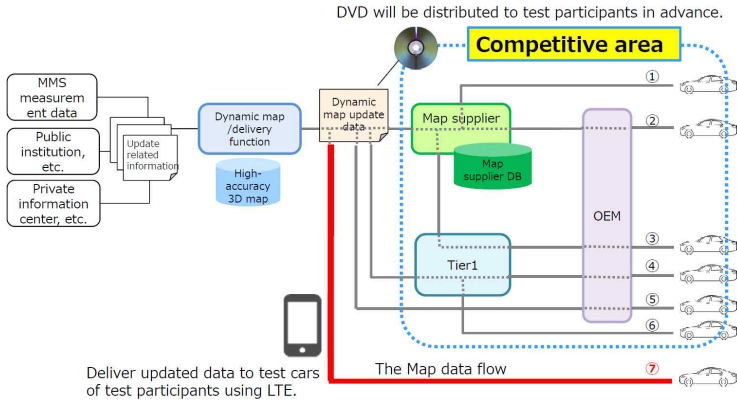 DVD will be distributed to test participants in advance.
Competitive area
MMS
measurem
ent data
Public
institution,
etc.
Private
information
center, etc.
Update
related
information
Dynamic map
/delivery
function
High-
accuracy
3D map
Dynamic
map update
data
Map supplier
Map
supplier DB
Tier1
OEM
①
②
③
④
⑤
⑥
⑦
The Map data flow
Deliver updated data to test cars
of test participants using LTE.